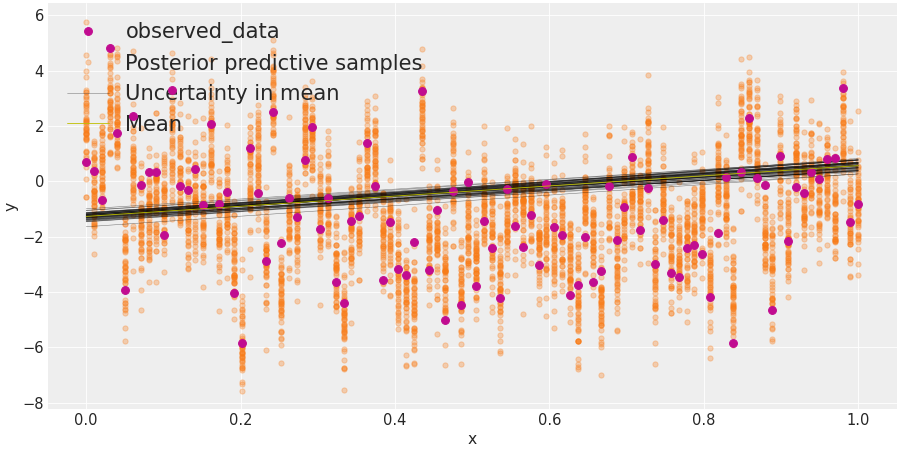 observed_data
Posterior predictive samples
Uncertainty in mean
Mean
6
4
2
0
−2
−4
−6
−8
y
0.0 0.2 0.4 0.6 0.8 1.0
x